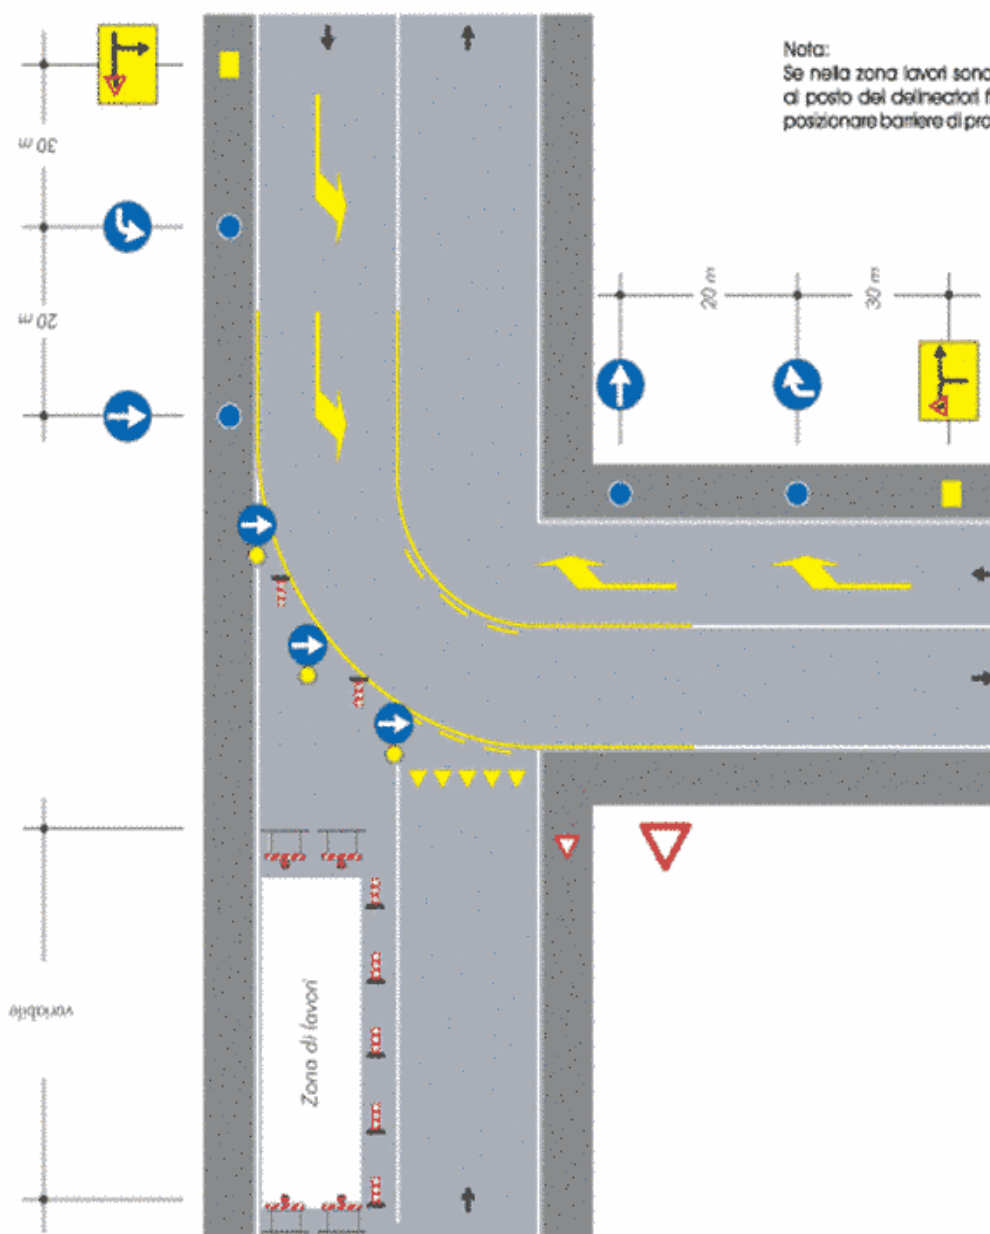 Nota:
Se nella zona lavori sono
al posto dei delineatori f
posizionare barriere di pro
30 m
20 m
20 m
30 m
variabile
Zona di lavori